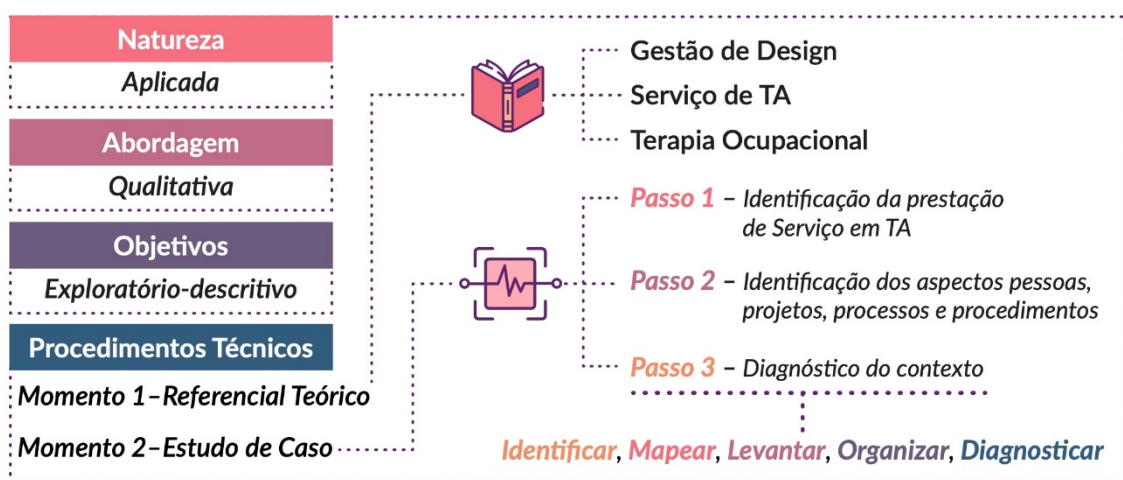 Natureza
Aplicada
Abordagem
Qualitativa
Objetivos
Exploratório-descritivo
Procedimentos Técnicos
Momento 1–Referencial Teórico
Momento 2–Estudo de Caso
Gestão de Design
Serviço de TA
Terapia Ocupacional
Passo 1 – Identificação da prestação
de Serviço em TA
Passo 2 – Identificação dos aspectos pessoas,
projetos, processos e procedimentos
Passo 3 – Diagnóstico do contexto
Identificar, Mapear, Levantar, Organizar, Diagnosticar